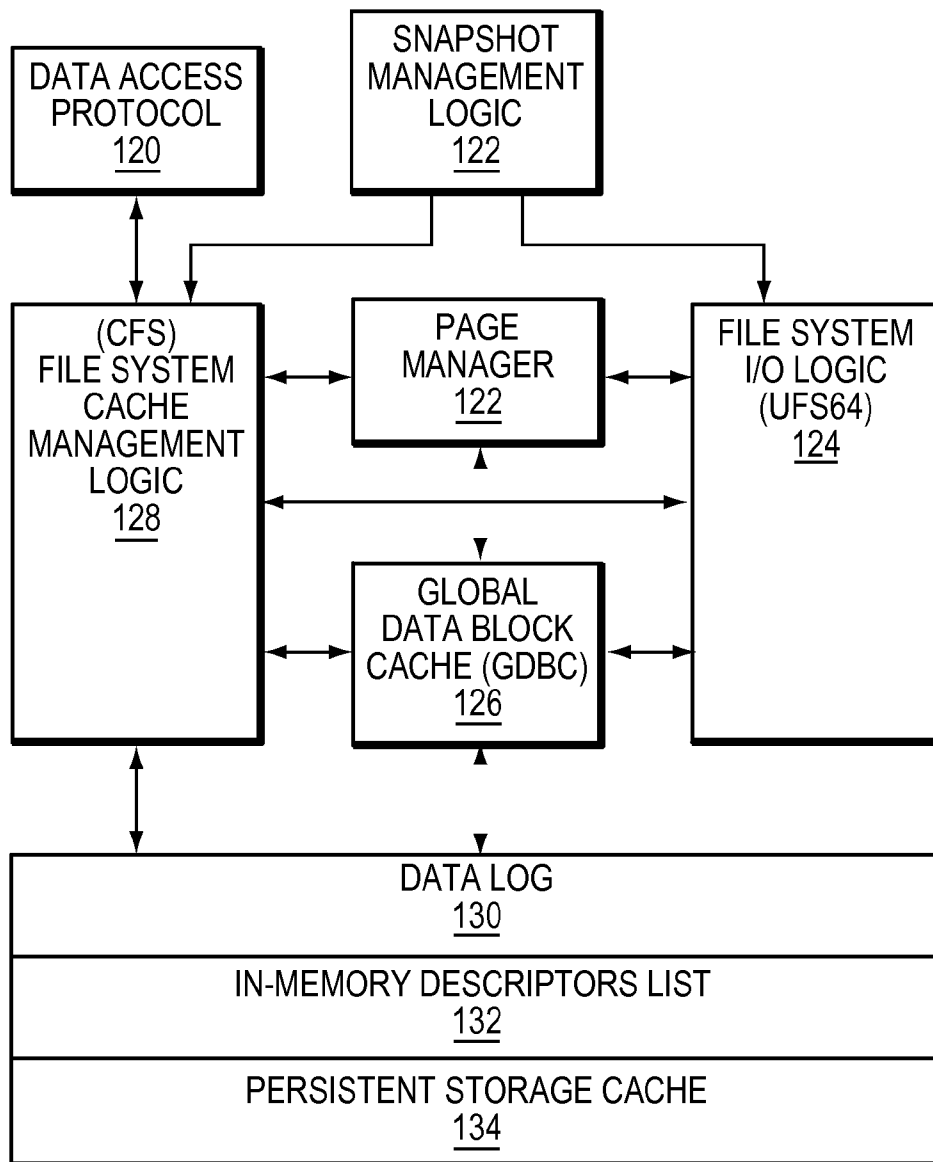 DATA ACCESS
PROTOCOL
120
SNAPSHOT
MANAGEMENT
LOGIC
122
(CFS)
FILE SYSTEM
CACHE
MANAGEMENT
LOGIC
128
PAGE
MANAGER
122
FILE SYSTEM
I/O LOGIC
(UFS64)
124
GLOBAL
DATA BLOCK
CACHE (GDBC)
126
DATA LOG
130
IN-MEMORY DESCRIPTORS LIST
132
PERSISTENT STORAGE CACHE
134